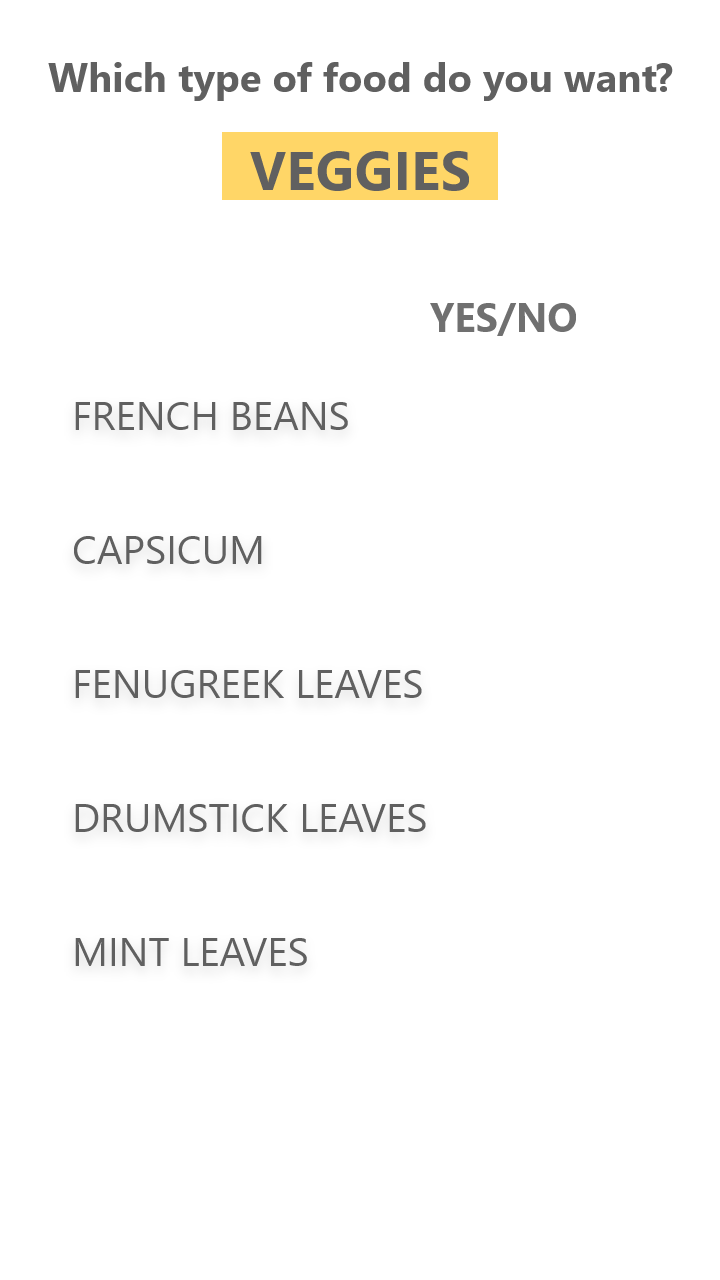 Which type of food do you want?
VEGGIES
YES/NO
FRENCH BEANS
CAPSICUM
FENUGREEK LEAVES
DRUMSTICK LEAVES
MINT LEAVES